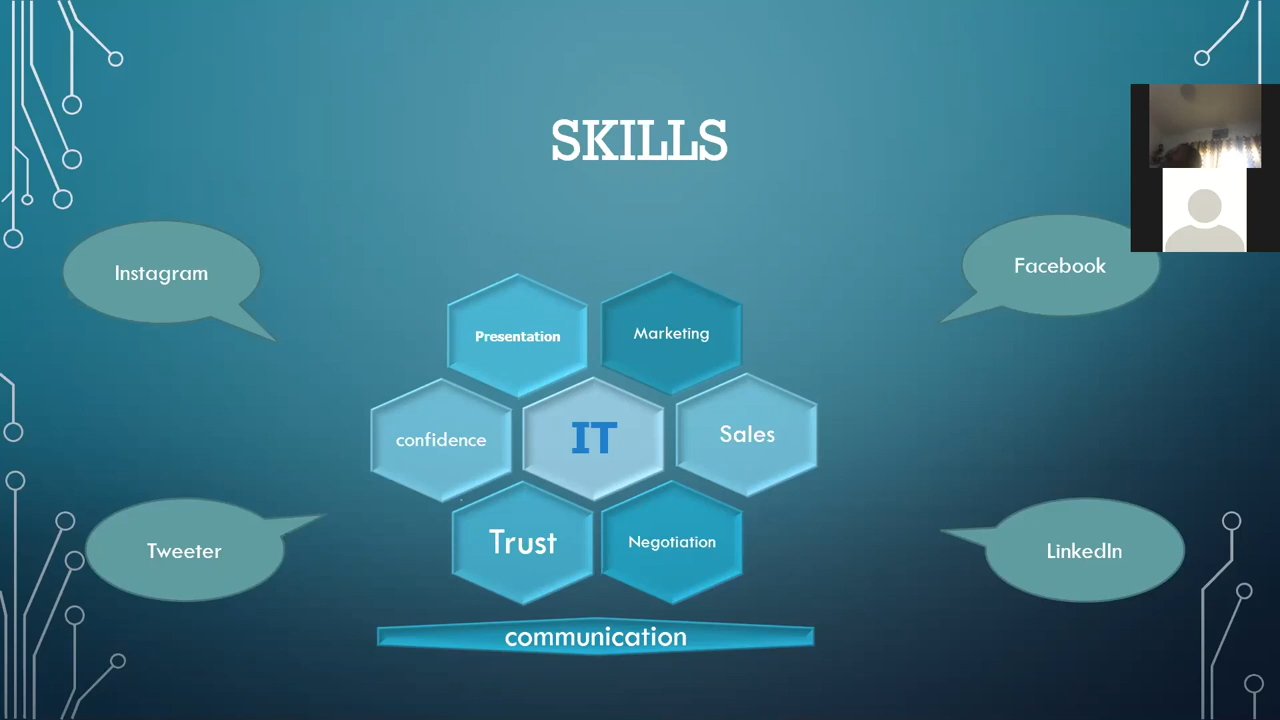 SKILLS
Instagram
Facebook
Presentation
Marketing
confidence
IT
Sales
Trust
Negotiation
Tweeter
LinkedIn
communication